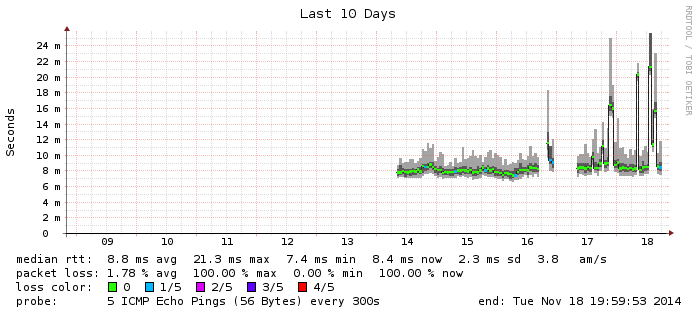 Last 10 Days
RRDTOOL / TOBI OETIKER
Seconds
24 m
22 m
20 m
18 m
16 m
14 m
12 m
10 m
8 m
6 m
4 m
2 m
0
09 10 11 12 13 14 15 16 17 18
median rtt: 8.8 ms avg 21.3 ms max 7.4 ms min 8.4 ms now 2.3 ms sd 3.8 am/s
packet loss: 1.78 % avg 100.00 % max 0.00 % min 100.00 % now
loss color: 0 1/5 2/5 3/5 4/5
probe: 5 ICMP Echo Pings (56 Bytes) every 300s end: Tue Nov 18 19:59:53 2014